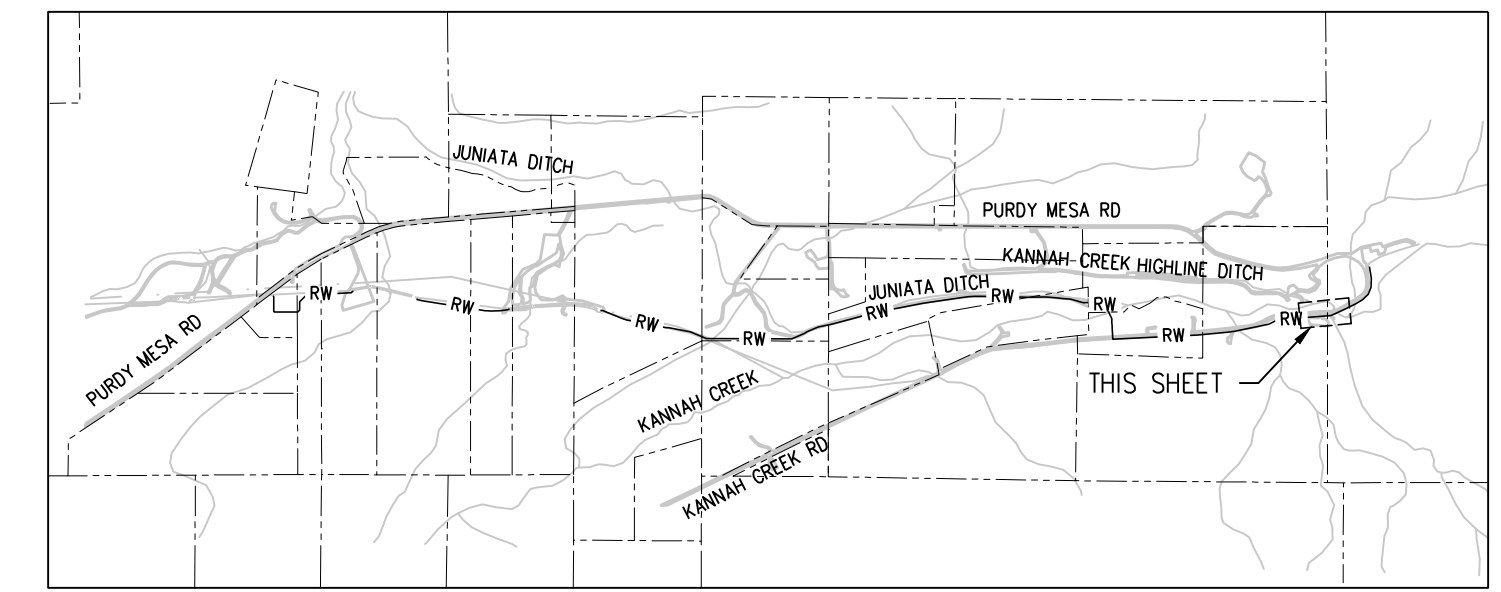 JUNIATA DITCH
PURDY MESA RD
KANNAH CREEK HIGHLINE DITCH
JUNIATA DITCH
RW
RW
RW
RW
RW
RW
RW
RW
RW
PURDY MESA RD
THIS SHEET
KANNAH CREEK
KANNAH CREEK RD